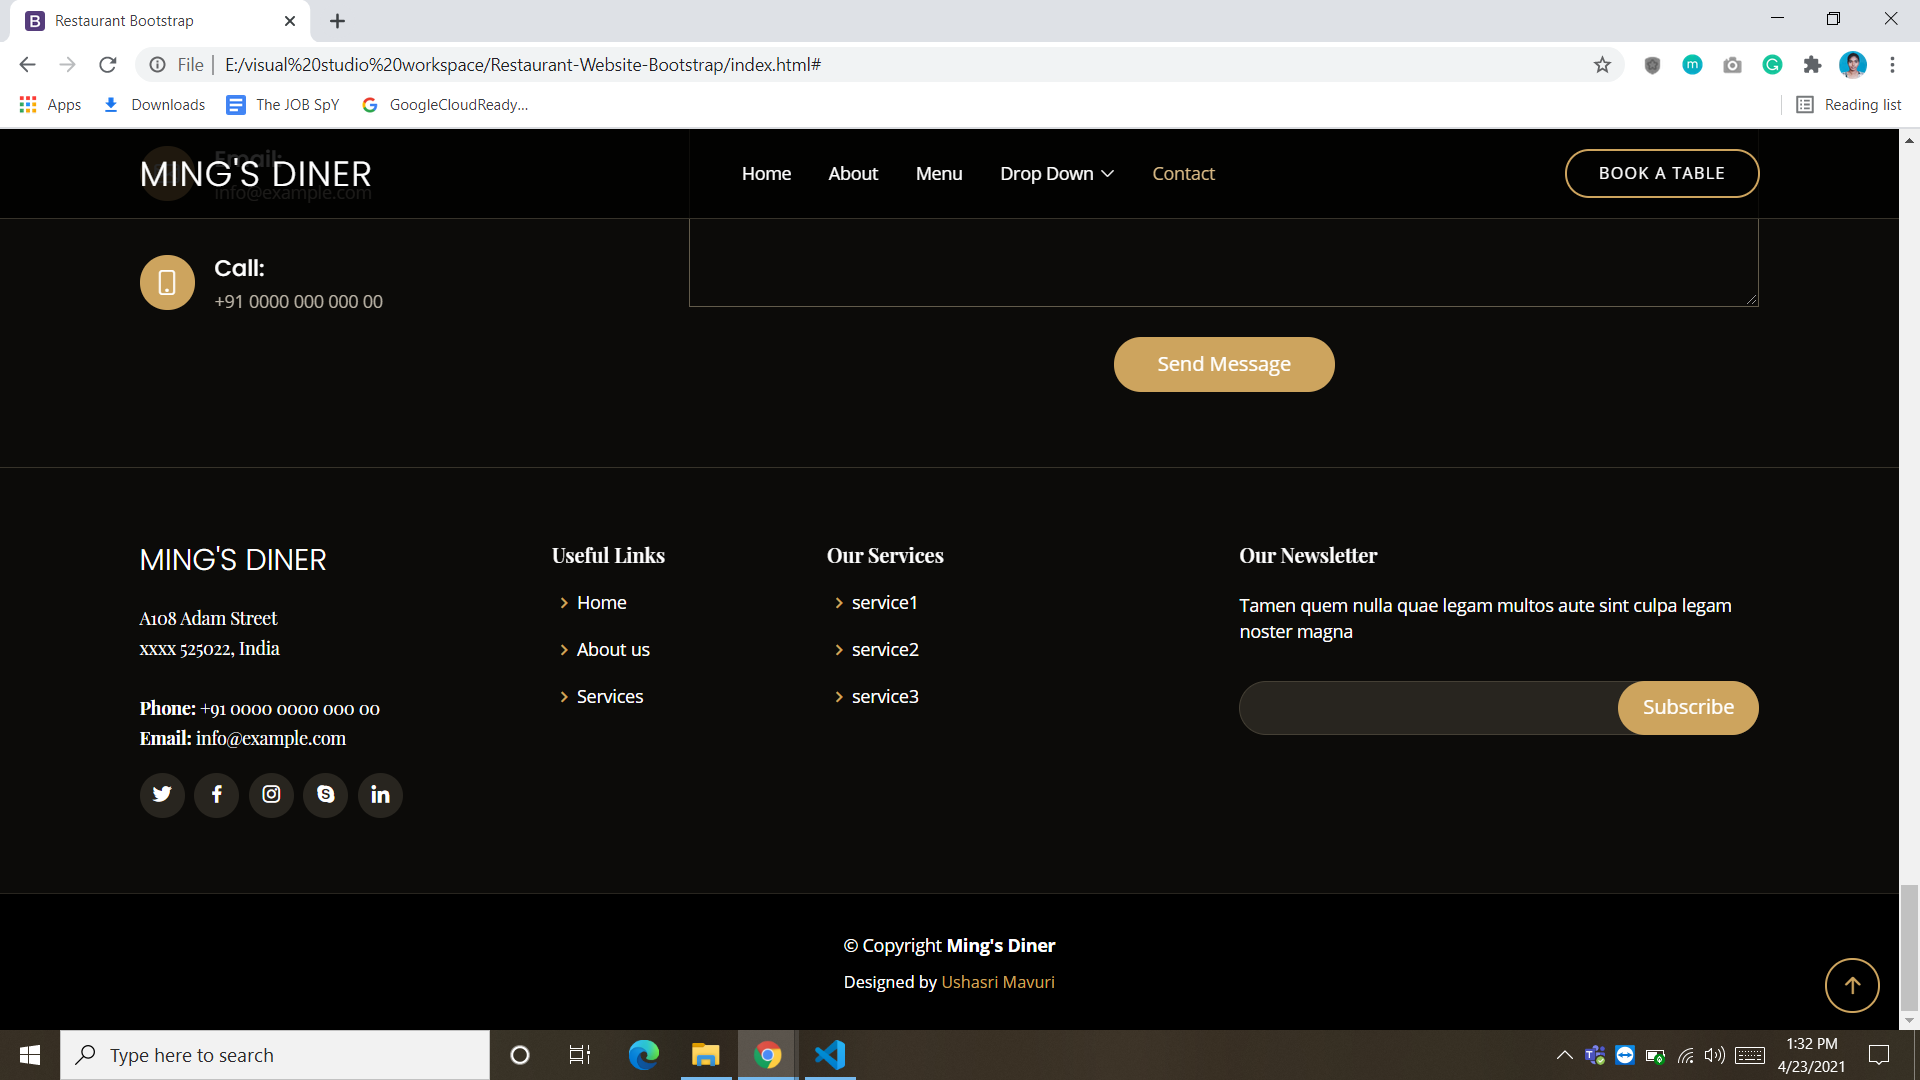 Restaurant Bootstrap
File | E:/visual%20studio%20workspace/Restaurant-Website-Bootstrap/index.html#
Apps Downloads The JOB SpY GoogleCloudReady... Reading list
Email:
info@example.com
MING'S DINER Home About Menu Drop Down Contact BOOK A TABLE
Call:
+91 0000 000 000 00
Send Message
MING'S DINER
A108 Adam Street
xxxx 525022, India
Phone: +91 0000 0000 000 00
Email: info@example.com
Useful Links
Home
About us
Services
Our Services
service1
service2
service3
Our Newsletter
Tamen quem nulla quae legam multos aute sint culpa legam
noster magna
Subscribe
© Copyright Ming's Diner
Designed by Ushasri Mavuri
Type here to search
1:32 PM
4/23/2021